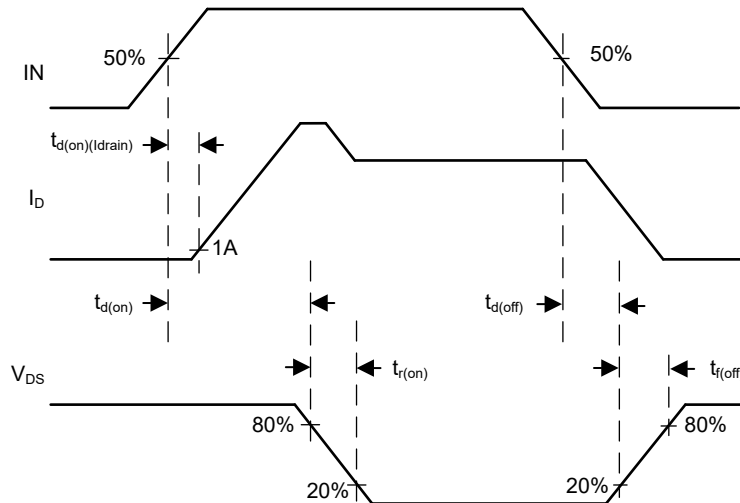 50%
50%
IN
t_d(on)(Idrain)
I_D
1A
t_d(on)
t_d(off)
t_r(on)
t_f(off
V_DS
80%
80%
20%
20%